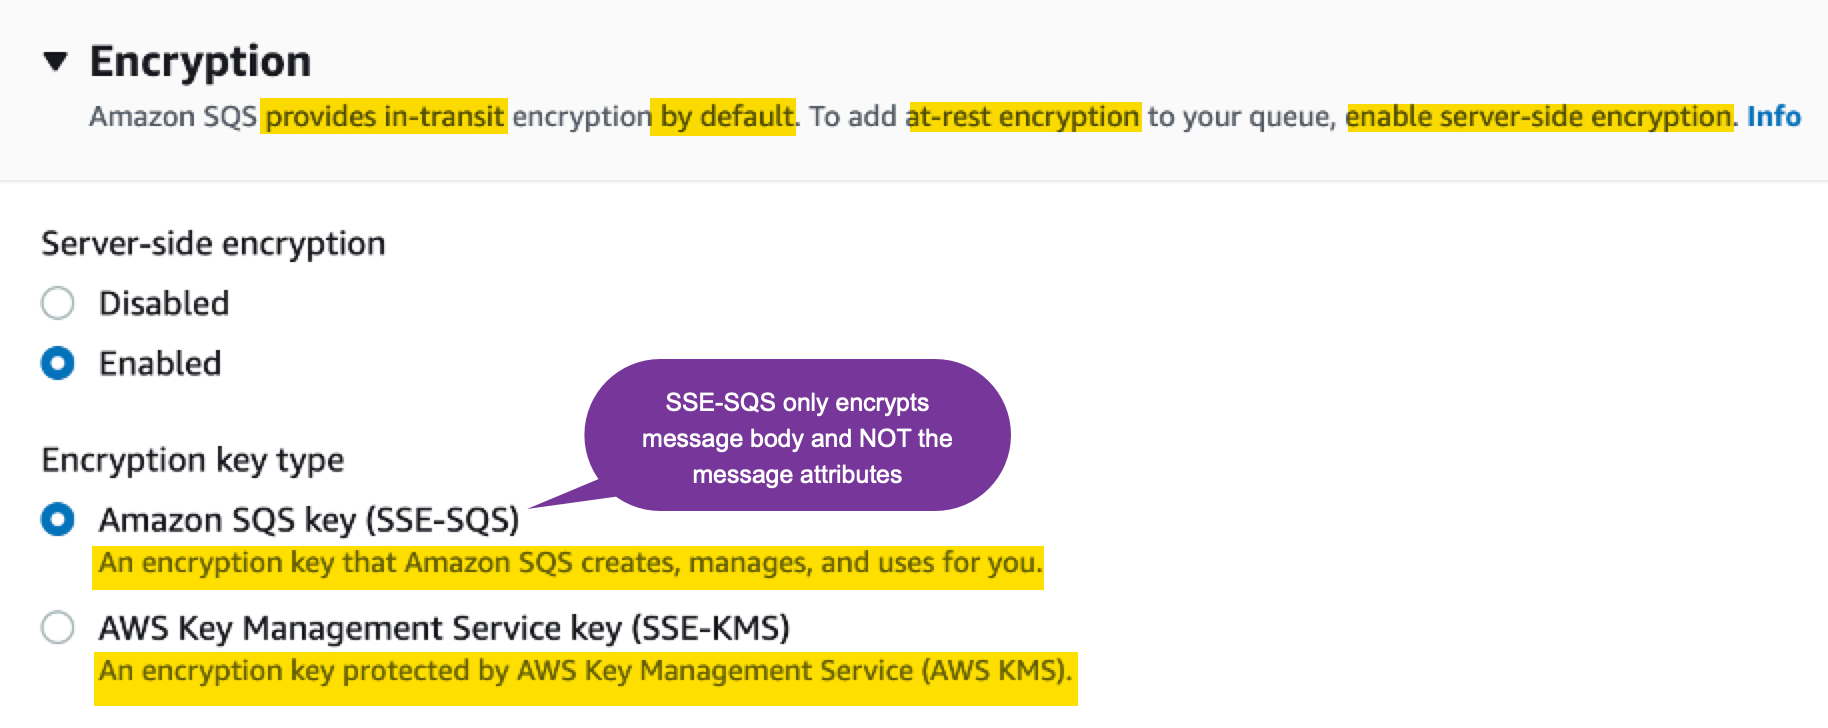 Encryption
Amazon SQS provides in-transit encryption by default. To add at-rest encryption to your queue, enable server-side encryption. Info
Server-side encryption
Disabled
Enabled
SSE-SQS only encrypts
message body and NOT the
message attributes
Encryption key type
Amazon SQS key (SSE-SQS)
An encryption key that Amazon SQS creates, manages, and uses for you.
AWS Key Management Service key (SSE-KMS)
An encryption key protected by AWS Key Management Service (AWS KMS).